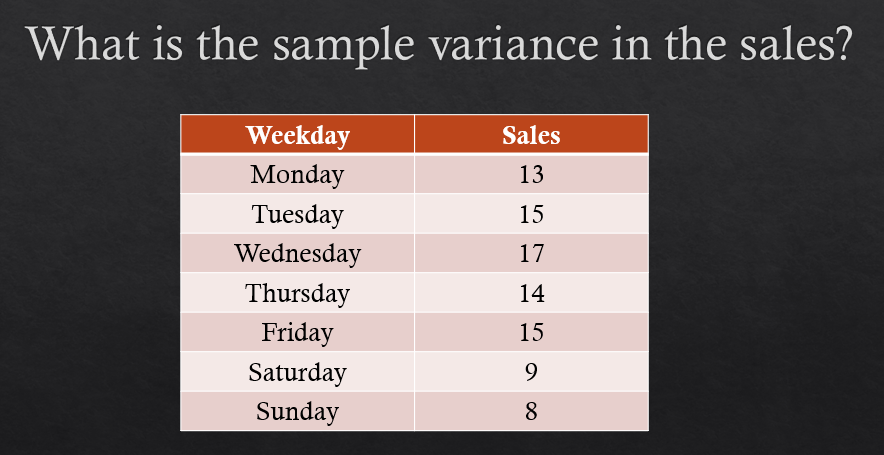 What is the sample variance in the sales?
Weekday Sales
Monday 13
Tuesday 15
Wednesday 17
Thursday 14
Friday 15
Saturday 9
Sunday 8